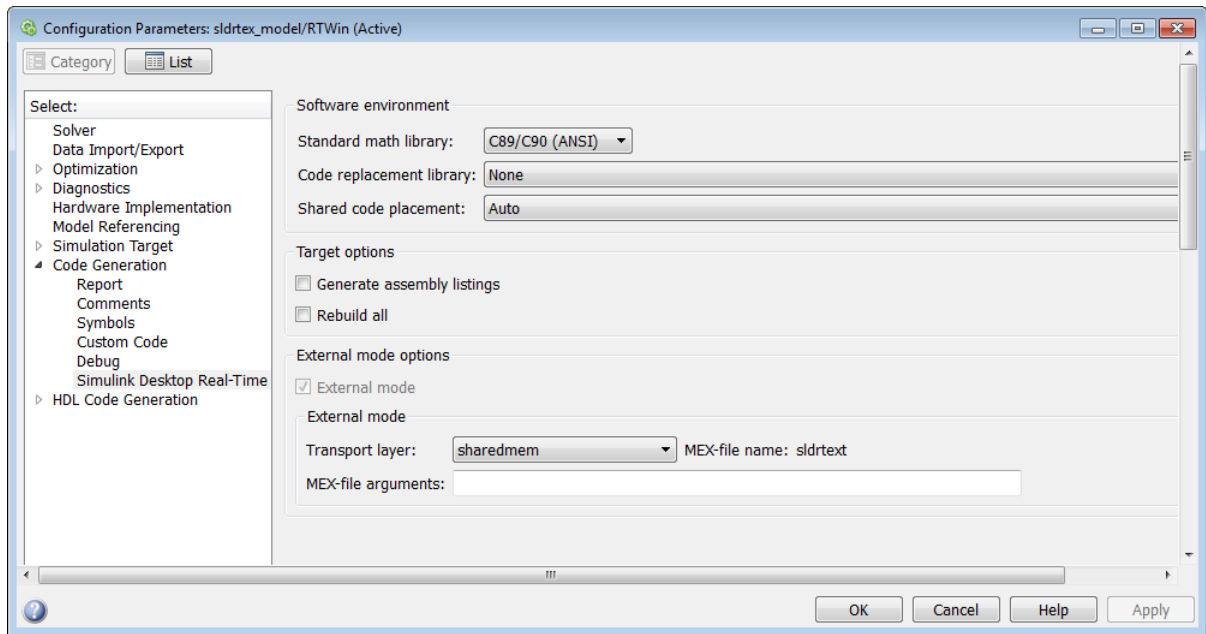 Configuration Parameters: sldrtex_model/RTWin (Active)
Category
List
Select:
Solver
Data Import/Export
Optimization
Diagnostics
Hardware Implementation
Model Referencing
Simulation Target
Code Generation
Report
Comments
Symbols
Custom Code
Debug
Simulink Desktop Real-Time
HDL Code Generation
Software environment
Standard math library: C89/C90 (ANSI)
Code replacement library: None
Shared code placement: Auto
Target options
Generate assembly listings
Rebuild all
External mode options
External mode
External mode
Transport layer: sharedmem MEX-file name: sldrtext
MEX-file arguments:
OK Cancel Help Apply